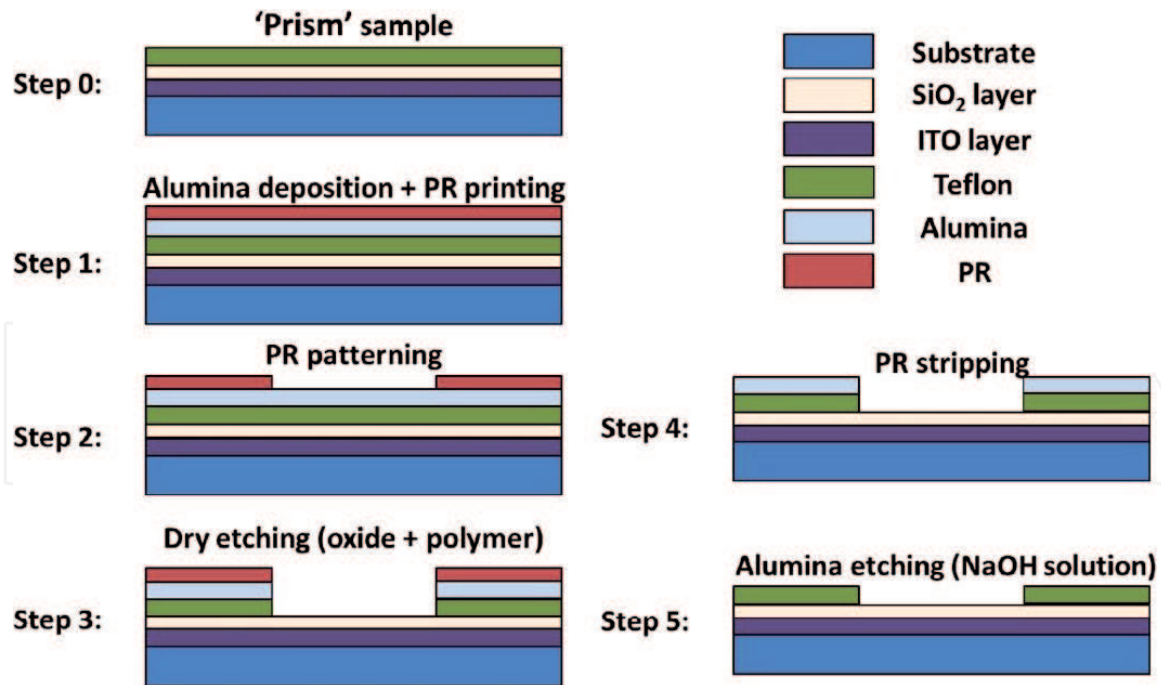 ‘Prism’ sample
Step 0:
Alumina deposition + PR printing
Step 1:
PR patterning
Step 2:
Dry etching (oxide + polymer)
Step 3:
Substrate
SiO₂ layer
ITO layer
Teflon
Alumina
PR
PR stripping
Step 4:
Alumina etching (NaOH solution)
Step 5: